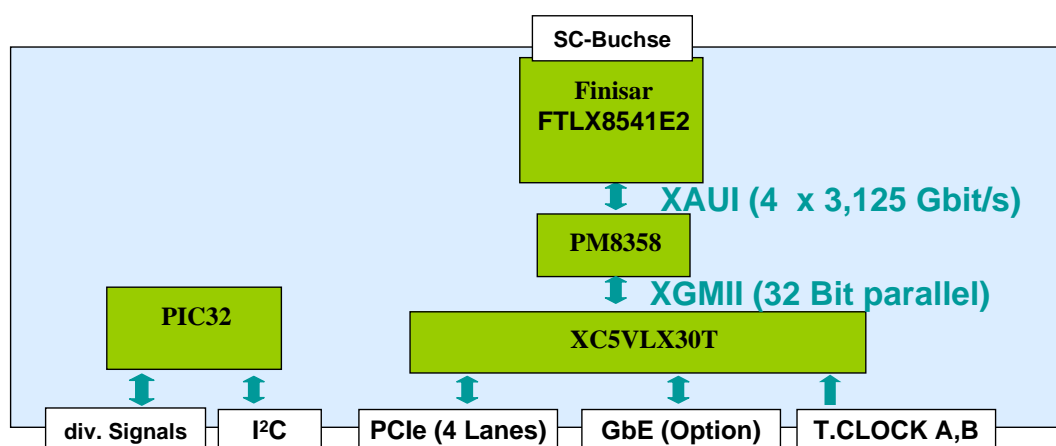 SC-Buchse
Finisar
FTLX8541E2
XAUI (4 x 3,125 Gbit/s)
PM8358
XGMII (32 Bit parallel)
PIC32
XC5VLX30T
div. Signals
I²C
PCIe (4 Lanes)
GbE (Option)
T.CLOCK A,B